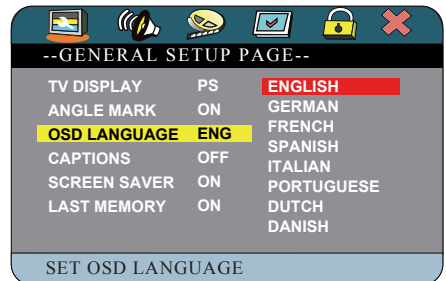 --GENERAL SETUP PAGE--
TV DISPLAY PS
ANGLE MARK ON
OSD LANGUAGE ENG
CAPTIONS OFF
SCREEN SAVER ON
LAST MEMORY ON
ENGLISH
GERMAN
FRENCH
SPANISH
ITALIAN
PORTUGUESE
DUTCH
DANISH
SET OSD LANGUAGE